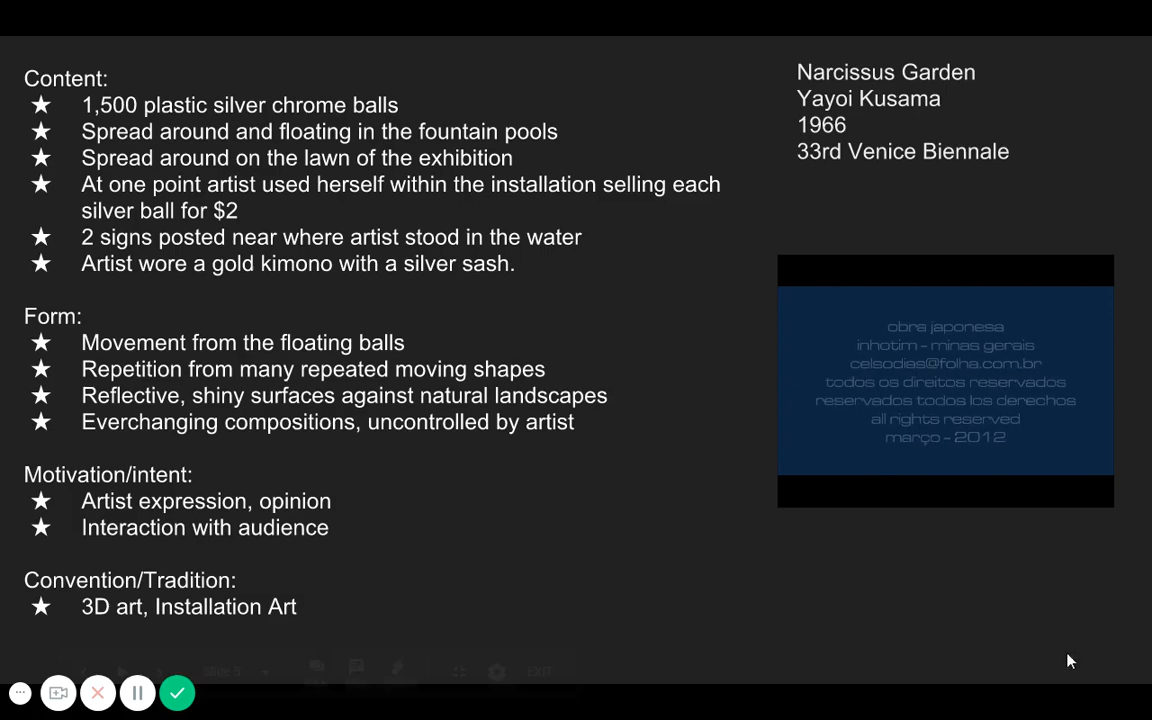 Content:
★ 1,500 plastic silver chrome balls
★ Spread around and floating in the fountain pools
★ Spread around on the lawn of the exhibition
★ At one point artist used herself within the installation selling each
silver ball for $2
★ 2 signs posted near where artist stood in the water
★ Artist wore a gold kimono with a silver sash.
Form:
★ Movement from the floating balls
★ Repetition from many repeated moving shapes
★ Reflective, shiny surfaces against natural landscapes
★ Everchanging compositions, uncontrolled by artist
Motivation/intent:
★ Artist expression, opinion
★ Interaction with audience
Convention/Tradition:
★ 3D art, Installation Art
Narcissus Garden
Yayoi Kusama
1966
33rd Venice Biennale
obra japonesa
inhotim - minas gerais
celsodias@folha.com.br
todos os direitos reservados
reservados todos los derechos
all rights reserved
março - 2012
EXIT